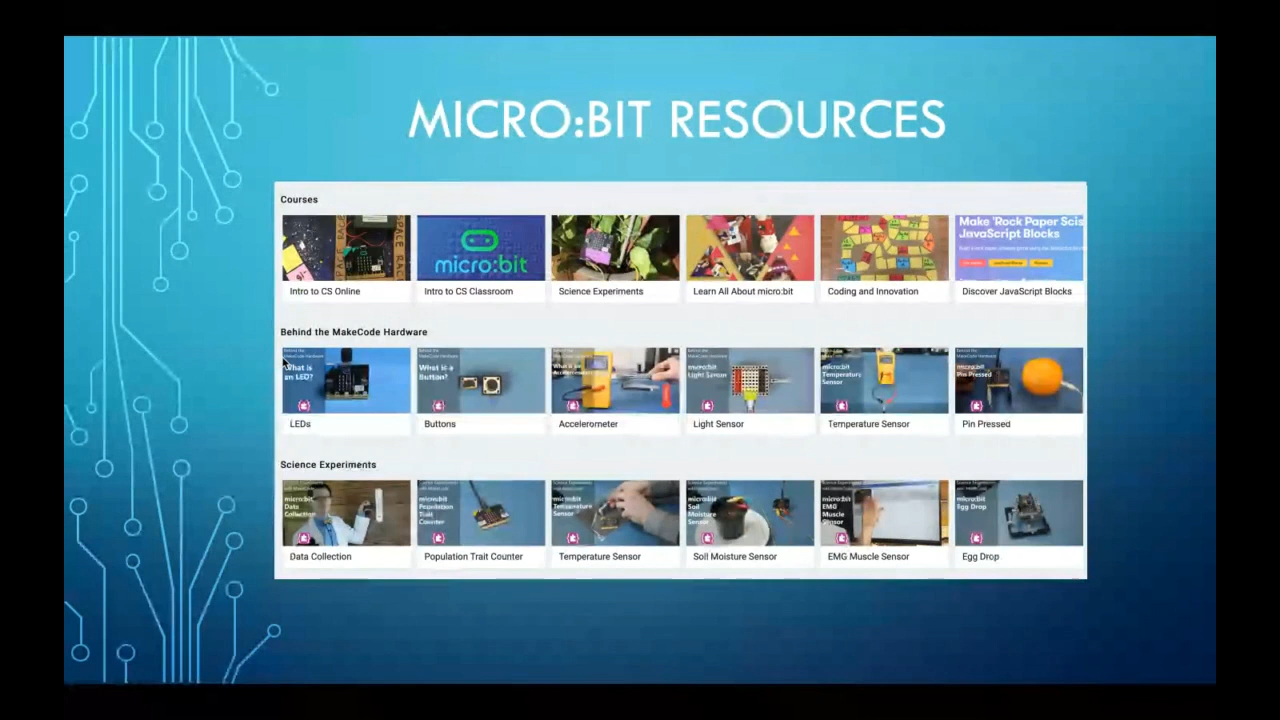 MICRO:BIT RESOURCES
Courses
micro:bit
Make 'Rock Paper Scis
JavaScript Blocks
Intro to CS Online
Intro to CS Classroom
Science Experiments
Learn All About micro:bit
Coding and Innovation
Discover JavaScript Blocks
Behind the MakeCode Hardware
What is
an LED?
What is a
Button?
micro:bit
Light Sensor
micro:bit
Temperature
Sensor
micro:bit
Pin Pressed
LEDs
Buttons
Accelerometer
Light Sensor
Temperature Sensor
Pin Pressed
Science Experiments
micro:bit
Data
Collection
micro:bit
Population
Trait
Counter
micro:bit
Temperature
Sensor
micro:bit
Soil
Moisture
Sensor
micro:bit
EMG
Muscle
Sensor
micro:bit
Egg Drop
Data Collection
Population Trait Counter
Temperature Sensor
Soil Moisture Sensor
EMG Muscle Sensor
Egg Drop